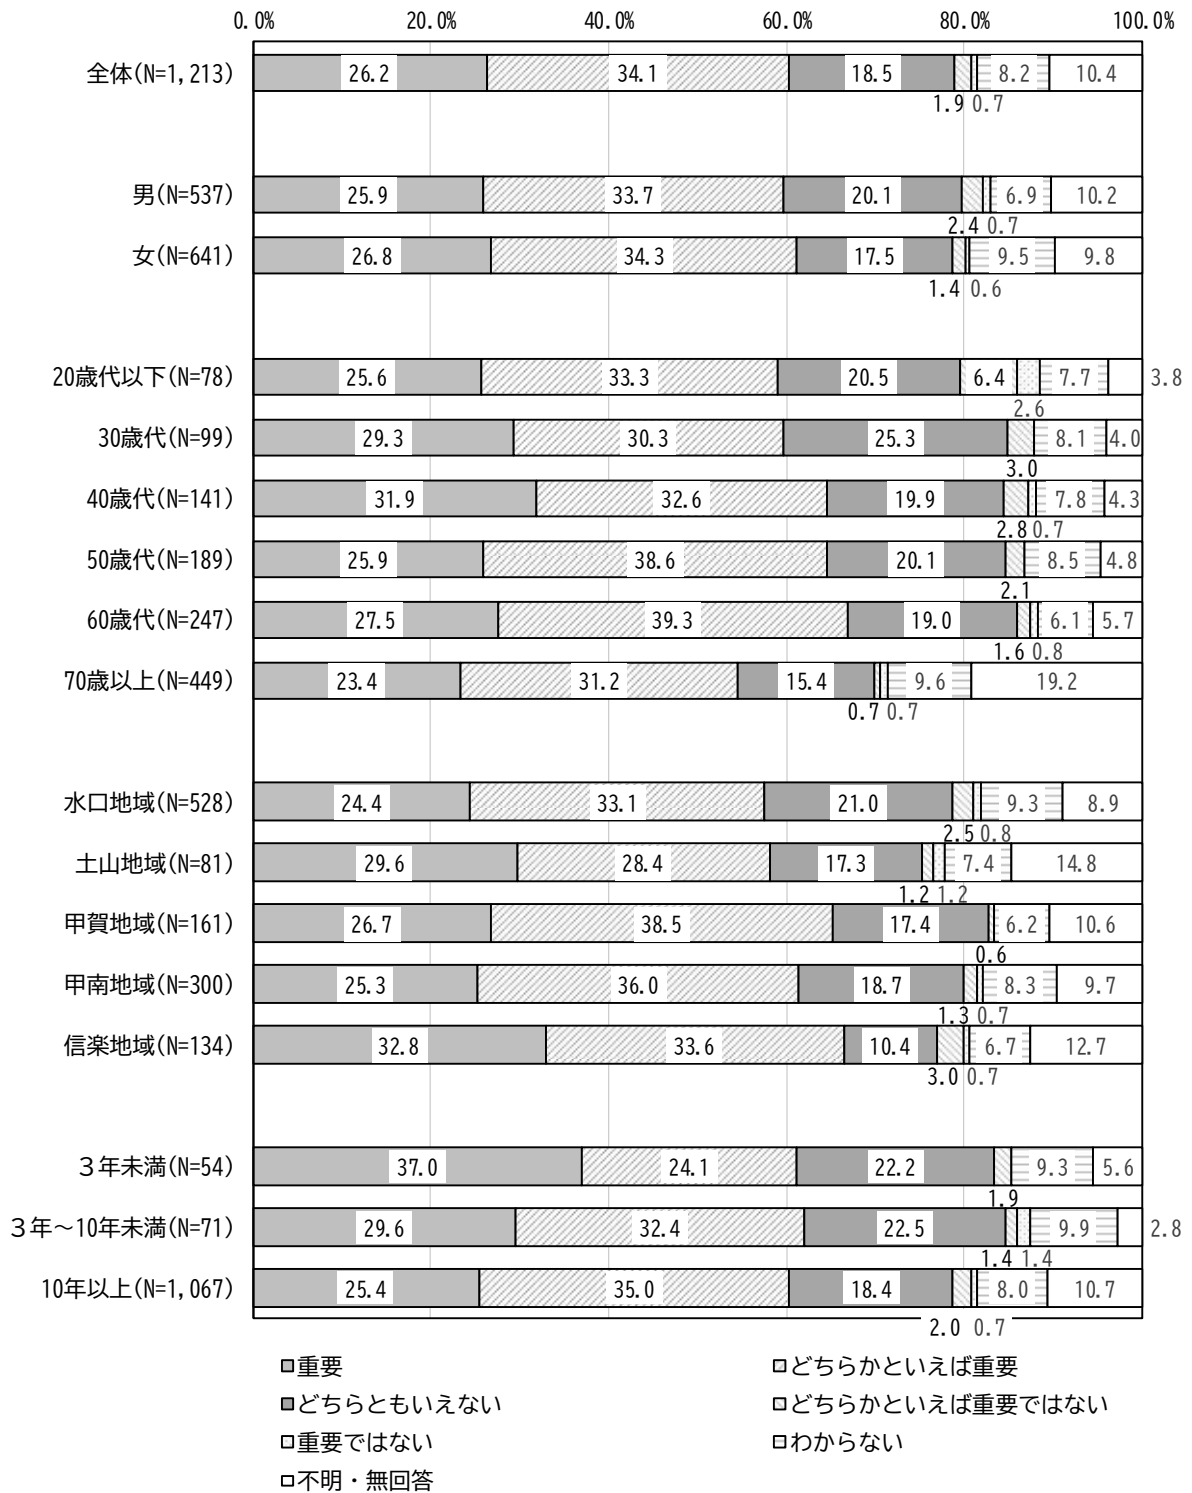 0.0% 20.0% 40.0% 60.0% 80.0% 100.0%
全体(N=1,213) 26.2 34.1 18.5 8.2 10.4
1.9 0.7
男(N=537) 25.9 33.7 20.1 6.9 10.2
2.4 0.7
女(N=641) 26.8 34.3 17.5 9.5 9.8
1.4 0.6
20歳代以下(N=78) 25.6 33.3 20.5 6.4 7.7 3.8
2.6
30歳代(N=99) 29.3 30.3 25.3 8.1 4.0
3.0
40歳代(N=141) 31.9 32.6 19.9 7.8 4.3
2.8 0.7
50歳代(N=189) 25.9 38.6 20.1 8.5 4.8
2.1
60歳代(N=247) 27.5 39.3 19.0 6.1 5.7
1.6 0.8
70歳以上(N=449) 23.4 31.2 15.4 9.6 19.2
0.7 0.7
水口地域(N=528) 24.4 33.1 21.0 9.3 8.9
2.5 0.8
土山地域(N=81) 29.6 28.4 17.3 7.4 14.8
1.2 1.2
甲賀地域(N=161) 26.7 38.5 17.4 6.2 10.6
0.6
甲南地域(N=300) 25.3 36.0 18.7 8.3 9.7
1.3 0.7
信楽地域(N=134) 32.8 33.6 10.4 6.7 12.7
3.0 0.7
３年未満(N=54) 37.0 24.1 22.2 9.3 5.6
1.9
３年～10年未満(N=71) 29.6 32.4 22.5 9.9 2.8
1.4 1.4
10年以上(N=1,067) 25.4 35.0 18.4 8.0 10.7
2.0 0.7
重要 どちらかといえば重要
どちらともいえない どちらかといえば重要ではない
重要ではない わからない
不明・無回答